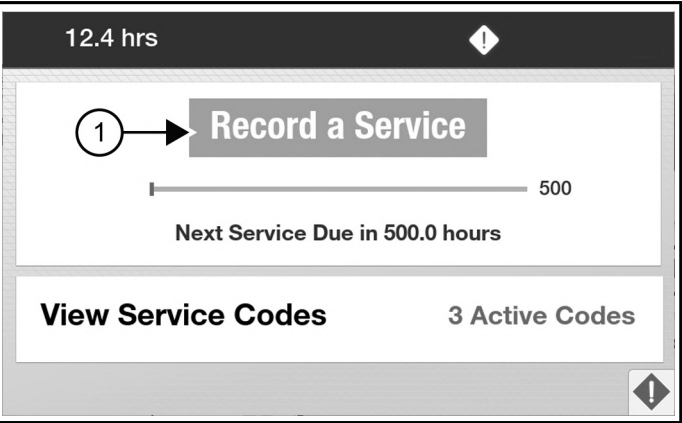 12.4 hrs
1
Record a Service
500
Next Service Due in 500.0 hours
View Service Codes
3 Active Codes